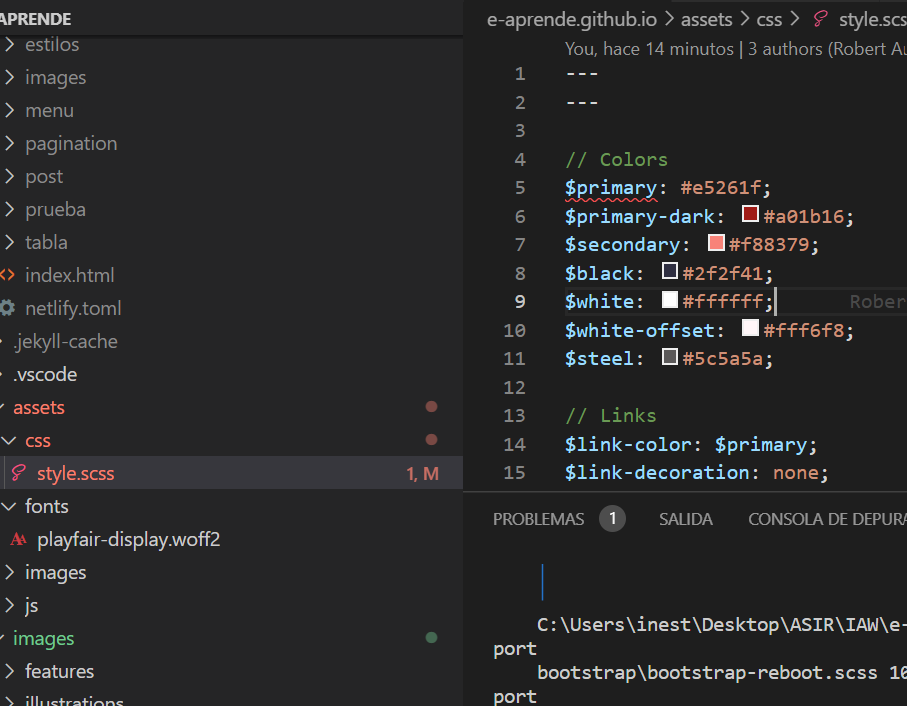 APRENDE
estilos
images
menu
pagination
post
prueba
tabla
index.html
netlify.toml
.jekyll-cache
.vscode
assets
css
style.scss 1, M
fonts
playfair-display.woff2
images
js
images
features
illustrations
e-aprende.github.io > assets > css > style.scs
You, hace 14 minutos | 3 authors (Robert Au
1 ---
2 ---
3
4 // Colors
5 $primary: #e5261f;
6 $primary-dark: #a01b16;
7 $secondary: #f88379;
8 $black: #2f2f41;
9 $white: #ffffff; Rober
10 $white-offset: #fff6f8;
11 $steel: #5c5a5a;
12
13 // Links
14 $link-color: $primary;
15 $link-decoration: none;
PROBLEMAS 1 SALIDA CONSOLA DE DEPURA
C:\Users\inest\Desktop\ASIR\IAW\e-
port
bootstrap\bootstrap-reboot.scss 10
port